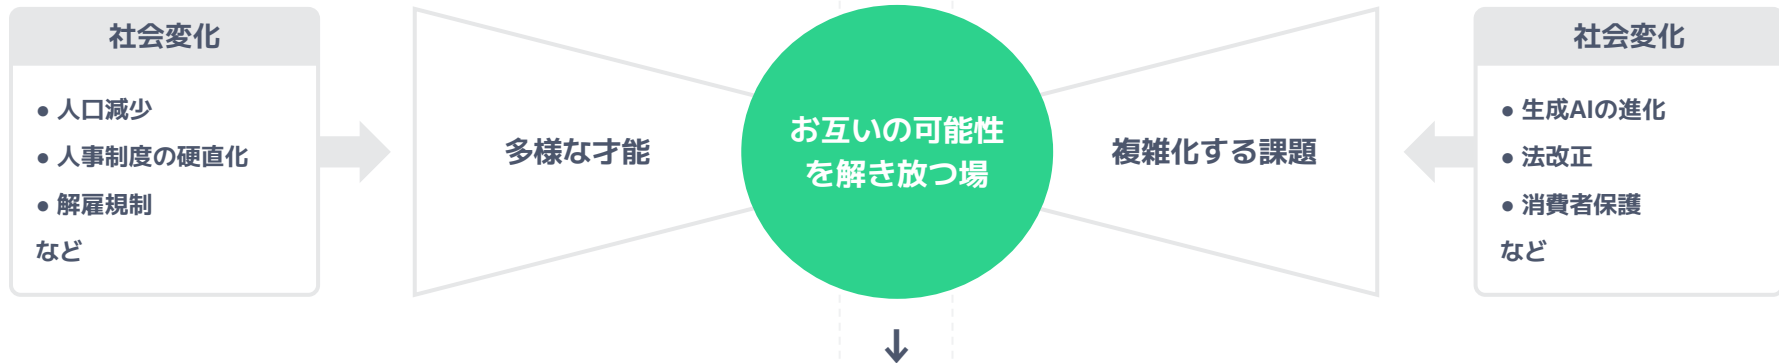 社会変化
● 人口減少
● 人事制度の硬直化
● 解雇規制
など
多様な才能
お互いの可能性
を解き放つ場
複雑化する課題
社会変化
● 生成AIの進化
● 法改正
● 消費者保護
など